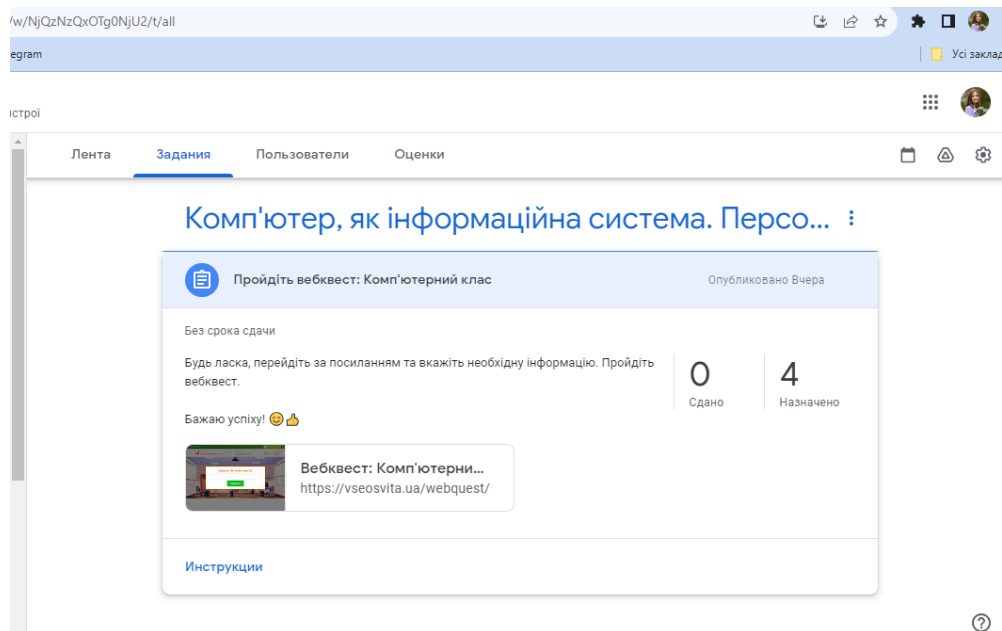 /w/NjQzNzQxOTg0NjU2/t/all
egram
Усі заклад
истрої
Лента Задания Пользователи Оценки
Комп'ютер, як інформаційна система. Персо...
Пройдіть вебквест: Комп'ютерний клас Опубликовано Вчера
Без срока сдачи
Будь ласка, перейдіть за посиланням та вкажіть необхідну інформацію. Пройдіть
вебквест.
0 4
Сдано Назначено
Бажаю успіху! 😊👍
Вебквест: Комп'ютерни...
https://vseosvita.ua/webquest/
Инструкции